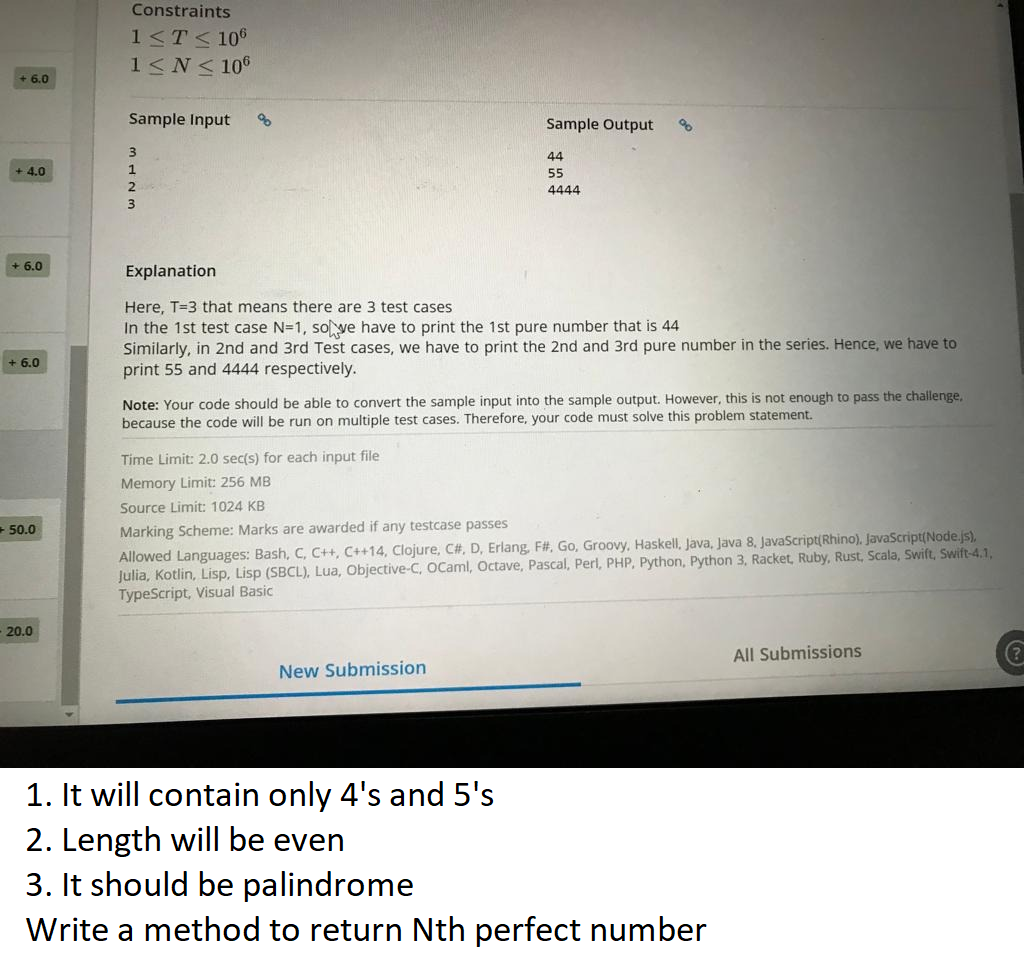 Constraints
1 ≤ T ≤ 10⁶
1 ≤ N ≤ 10⁶
+ 6.0
Sample Input
Sample Output
3
1
2
3
44
55
4444
+ 4.0
+ 6.0
Explanation
Here, T=3 that means there are 3 test cases
In the 1st test case N=1, so we have to print the 1st pure number that is 44
Similarly, in 2nd and 3rd Test cases, we have to print the 2nd and 3rd pure number in the series. Hence, we have to
print 55 and 4444 respectively.
+ 6.0
Note: Your code should be able to convert the sample input into the sample output. However, this is not enough to pass the challenge,
because the code will be run on multiple test cases. Therefore, your code must solve this problem statement.
Time Limit: 2.0 sec(s) for each input file
Memory Limit: 256 MB
Source Limit: 1024 KB
+ 50.0
Marking Scheme: Marks are awarded if any testcase passes
Allowed Languages: Bash, C, C++, C++14, Clojure, C#, D, Erlang, F#, Go, Groovy, Haskell, Java, Java 8, JavaScript(Rhino), JavaScript(Node.js),
Julia, Kotlin, Lisp, Lisp (SBCL), Lua, Objective-C, OCaml, Octave, Pascal, Perl, PHP, Python, Python 3, Racket, Ruby, Rust, Scala, Swift, Swift-4.1,
TypeScript, Visual Basic
20.0
New Submission
All Submissions
?
1. It will contain only 4's and 5's
2. Length will be even
3. It should be palindrome
Write a method to return Nth perfect number